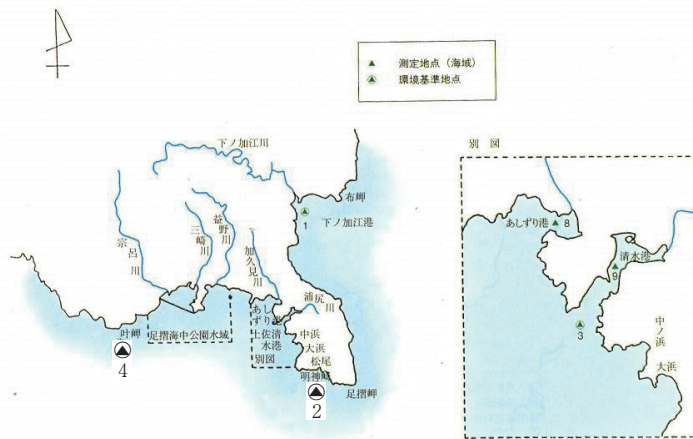 測定地点（海域）
環境基準地点
下ノ加江川
布岬
1
下ノ加江港
宗呂川
三崎川
益野川
加久見川
浦尻川
あしずり港
土佐清水港
別図
中浜
大浜
松尾
足摺岬
足摺海中公園水域
叶岬
4
2
別図
あしずり港
8
清水港
9
3
中ノ浜
大浜